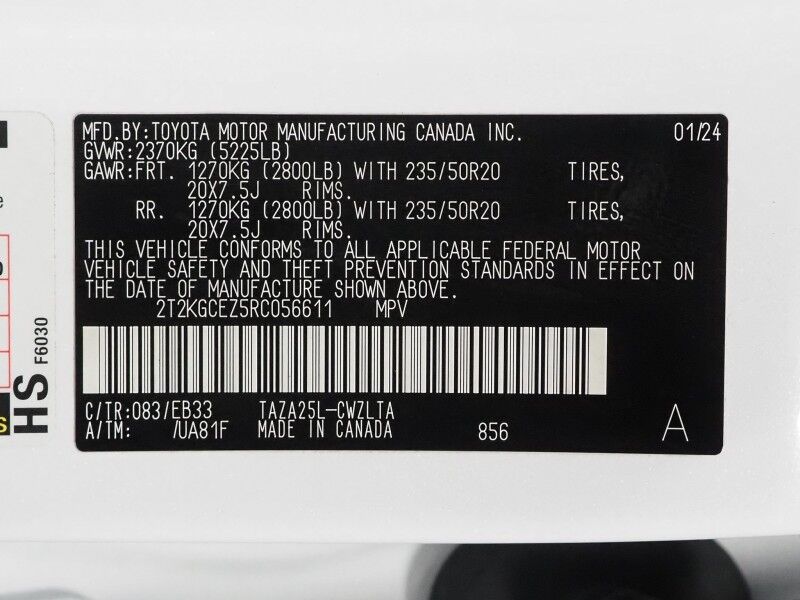 MFD.BY:TOYOTA MOTOR MANUFACTURING CANADA INC. 01/24
GVWR:2370KG (5225LB)
GAWR:FRT. 1270KG (2800LB) WITH 235/50R20 TIRES,
20X7.5J RIMS.
RR. 1270KG (2800LB) WITH 235/50R20 TIRES,
20X7.5J RIMS.
THIS VEHICLE CONFORMS TO ALL APPLICABLE FEDERAL MOTOR
VEHICLE SAFETY AND THEFT PREVENTION STANDARDS IN EFFECT ON
THE DATE OF MANUFACTURE SHOWN ABOVE.
2T2KGCEZ5RC056611 MPV
C/TR:083/EB33 TAZA25L-CWZLTA
A/TM: /UA81F MADE IN CANADA 856 A
HS F6030